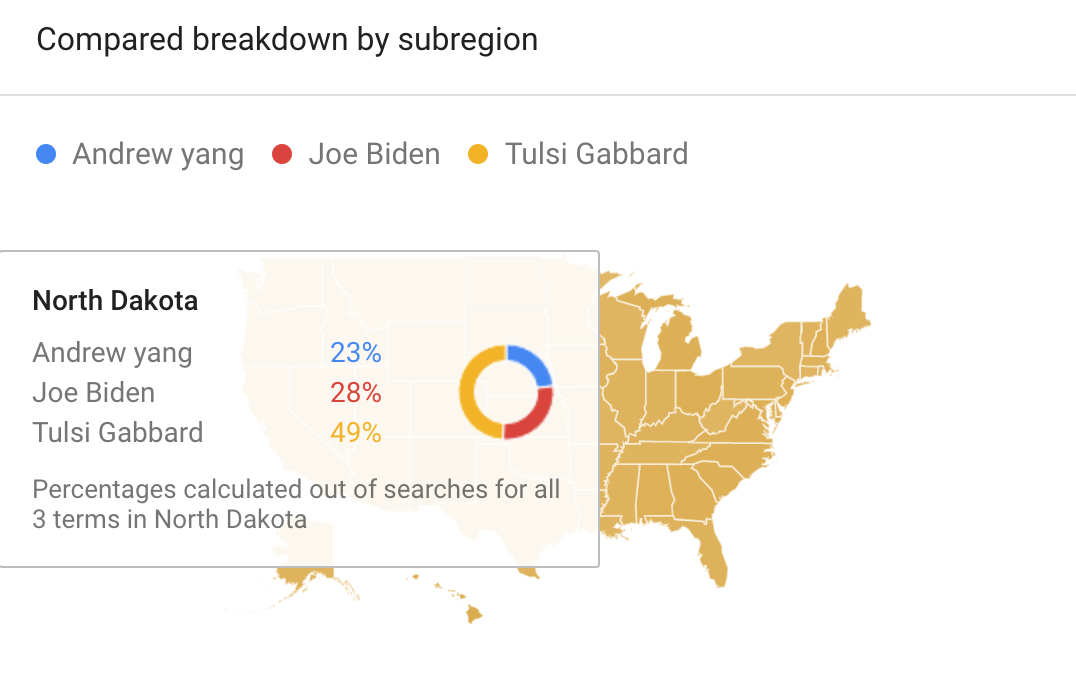 Compared breakdown by subregion
Andrew yang Joe Biden Tulsi Gabbard
North Dakota
Andrew yang 23%
Joe Biden 28%
Tulsi Gabbard 49%
Percentages calculated out of searches for all
3 terms in North Dakota